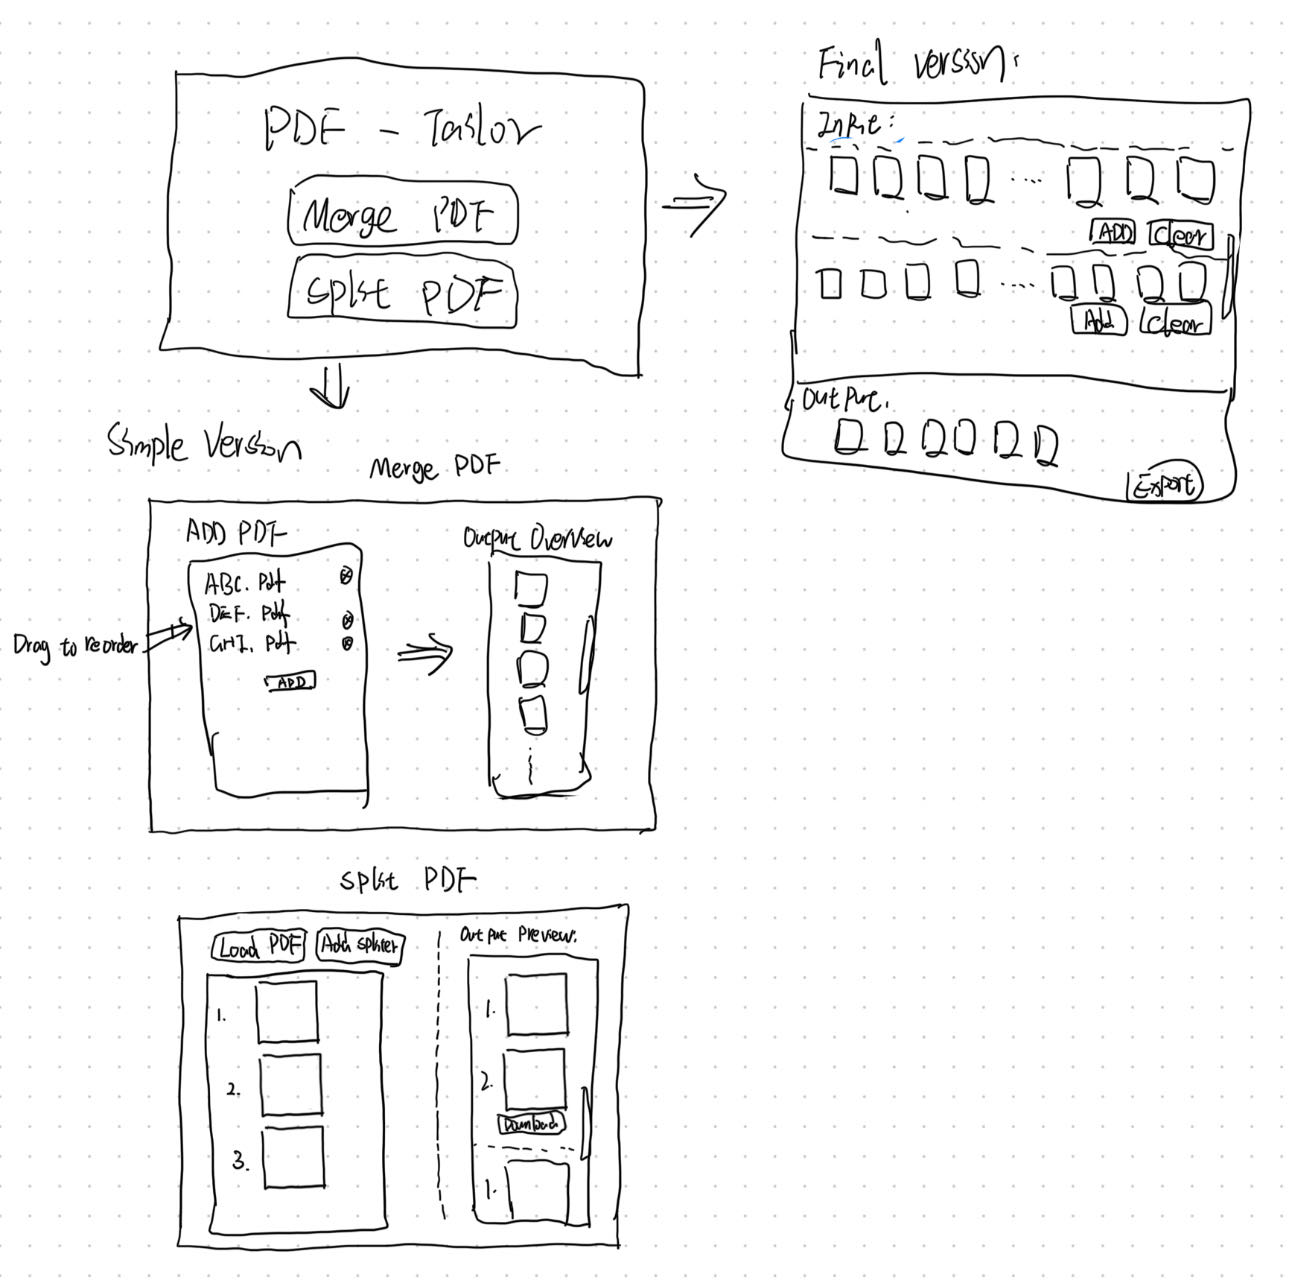 PDF - Tailor
Merge PDF
Split PDF
Final version:
Input:
....
ADD Clear
....
Add Clear
Output.
Export
Simple Version
Merge PDF
ADD PDF
ABC. Pdf
DEF. Pdf
GHI. Pdf
ADD
Drag to reorder
Output Overview
Split PDF
Load PDF Add spliter
1.
2.
3.
Output Preview:
1.
2.
Download
1.